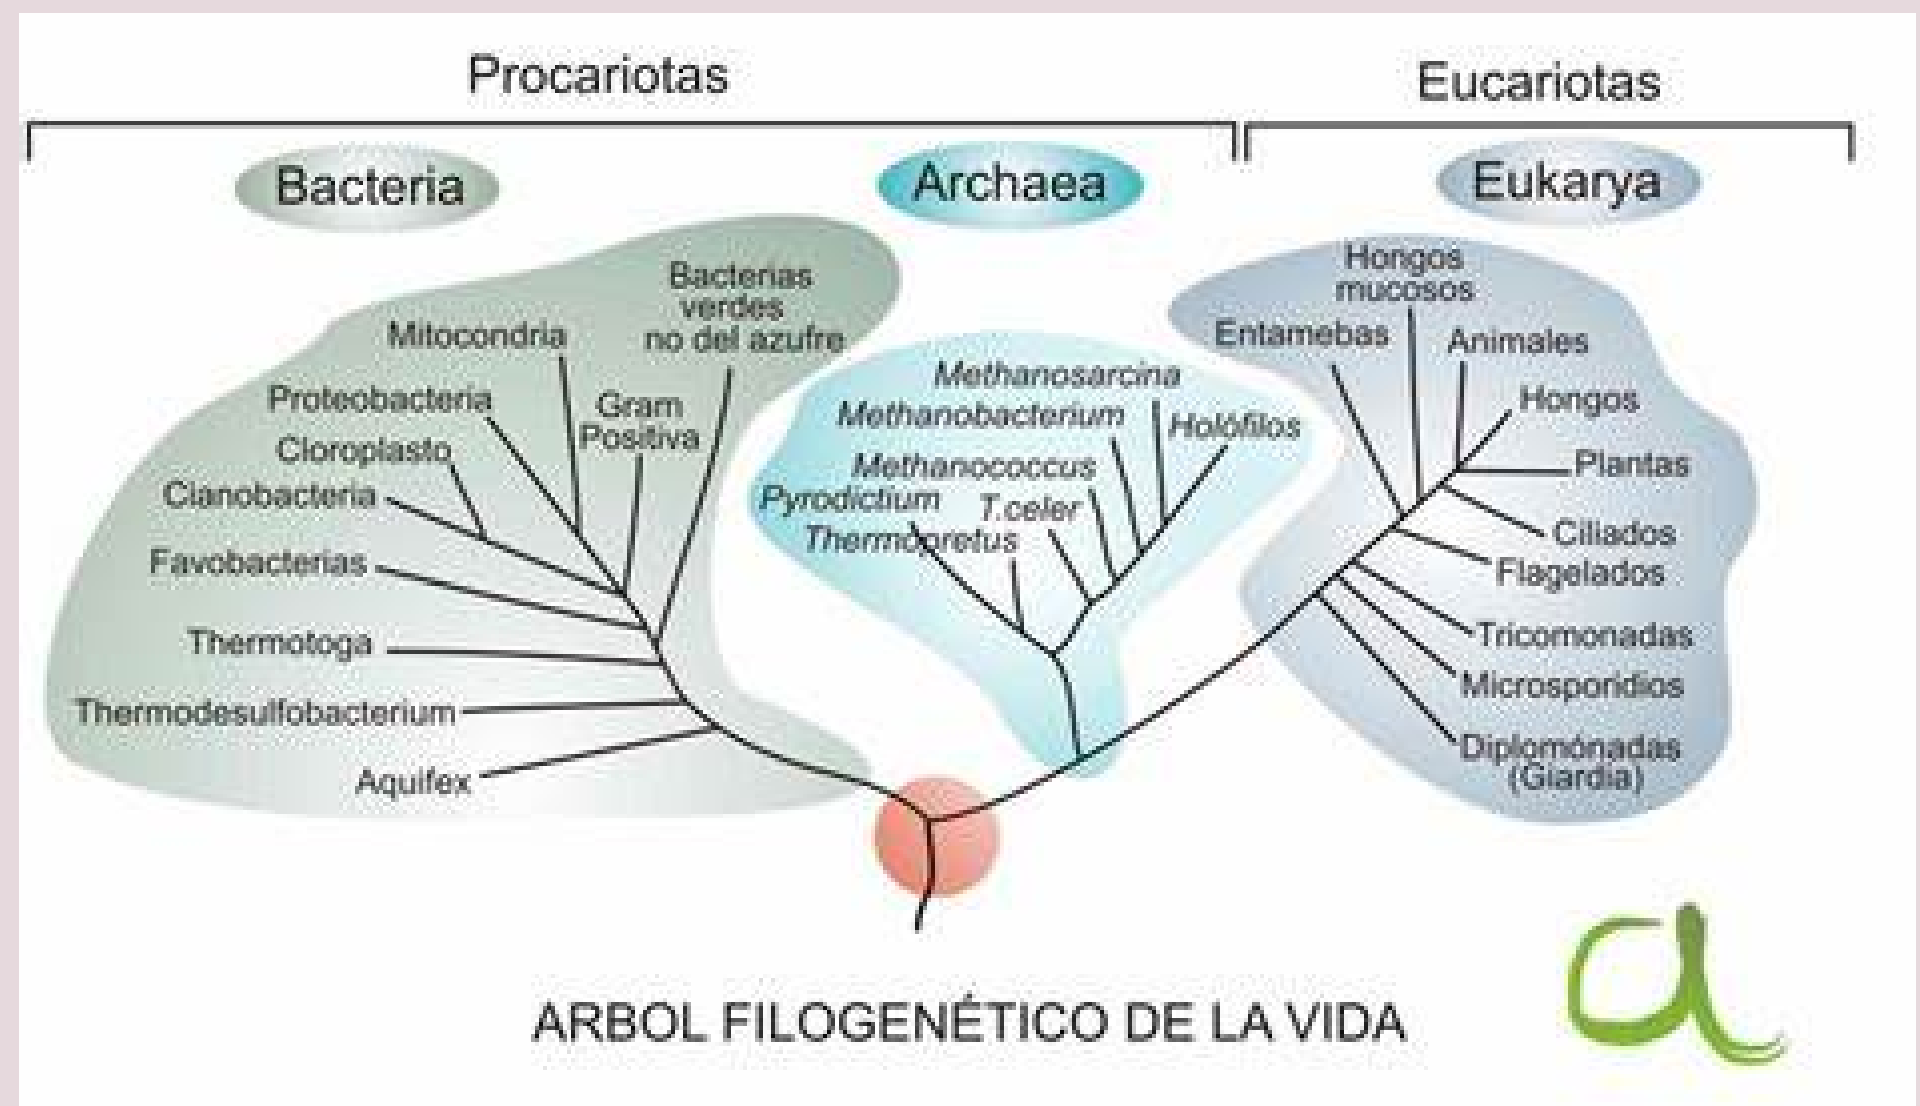 Procariotas
Eucariotas
Bacteria
Archaea
Eukarya
Bacterias
verdes
no del azufre
Mitocondria
Proteobacteria
Gram
Positiva
Cloroplasto
Cianobacteria
Favobacterias
Thermotoga
Thermodesulfobacterium
Aquifex
Methanosarcina
Methanobacterium
Holófilos
Methanococcus
Pyrodictium
T.celer
Thermopretus
Hongos
mucosos
Entamebas
Animales
Hongos
Plantas
Ciliados
Flagelados
Tricomonadas
Microsporidios
Diplomónadas
(Giardia)
ARBOL FILOGENÉTICO DE LA VIDA